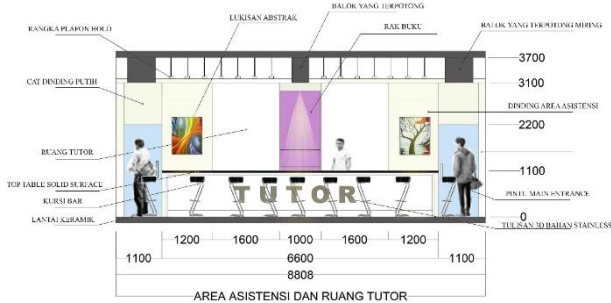 LUKISAN ABSTRAK
BALOK YANG TERPOTONG
RANGKA PLAFON HOLO
RAK BUKU
BALOK YANG TERPOTONG MIRING
3700
3100
CAT DINDING PUTIH
DINDING AREA ASISTENSI
2200
RUANG TUTOR
1100
TOP TABLE SOLID SURFACE
PINTU MAIN ENTRANCE
KURSI BAR
TUTOR
LANTAI KERAMIK
0
TULISAN 3D BAHAN STAINLESS
1200 1600 1000 1600 1200
1100 6600 1100
8808
AREA ASISTENSI DAN RUANG TUTOR